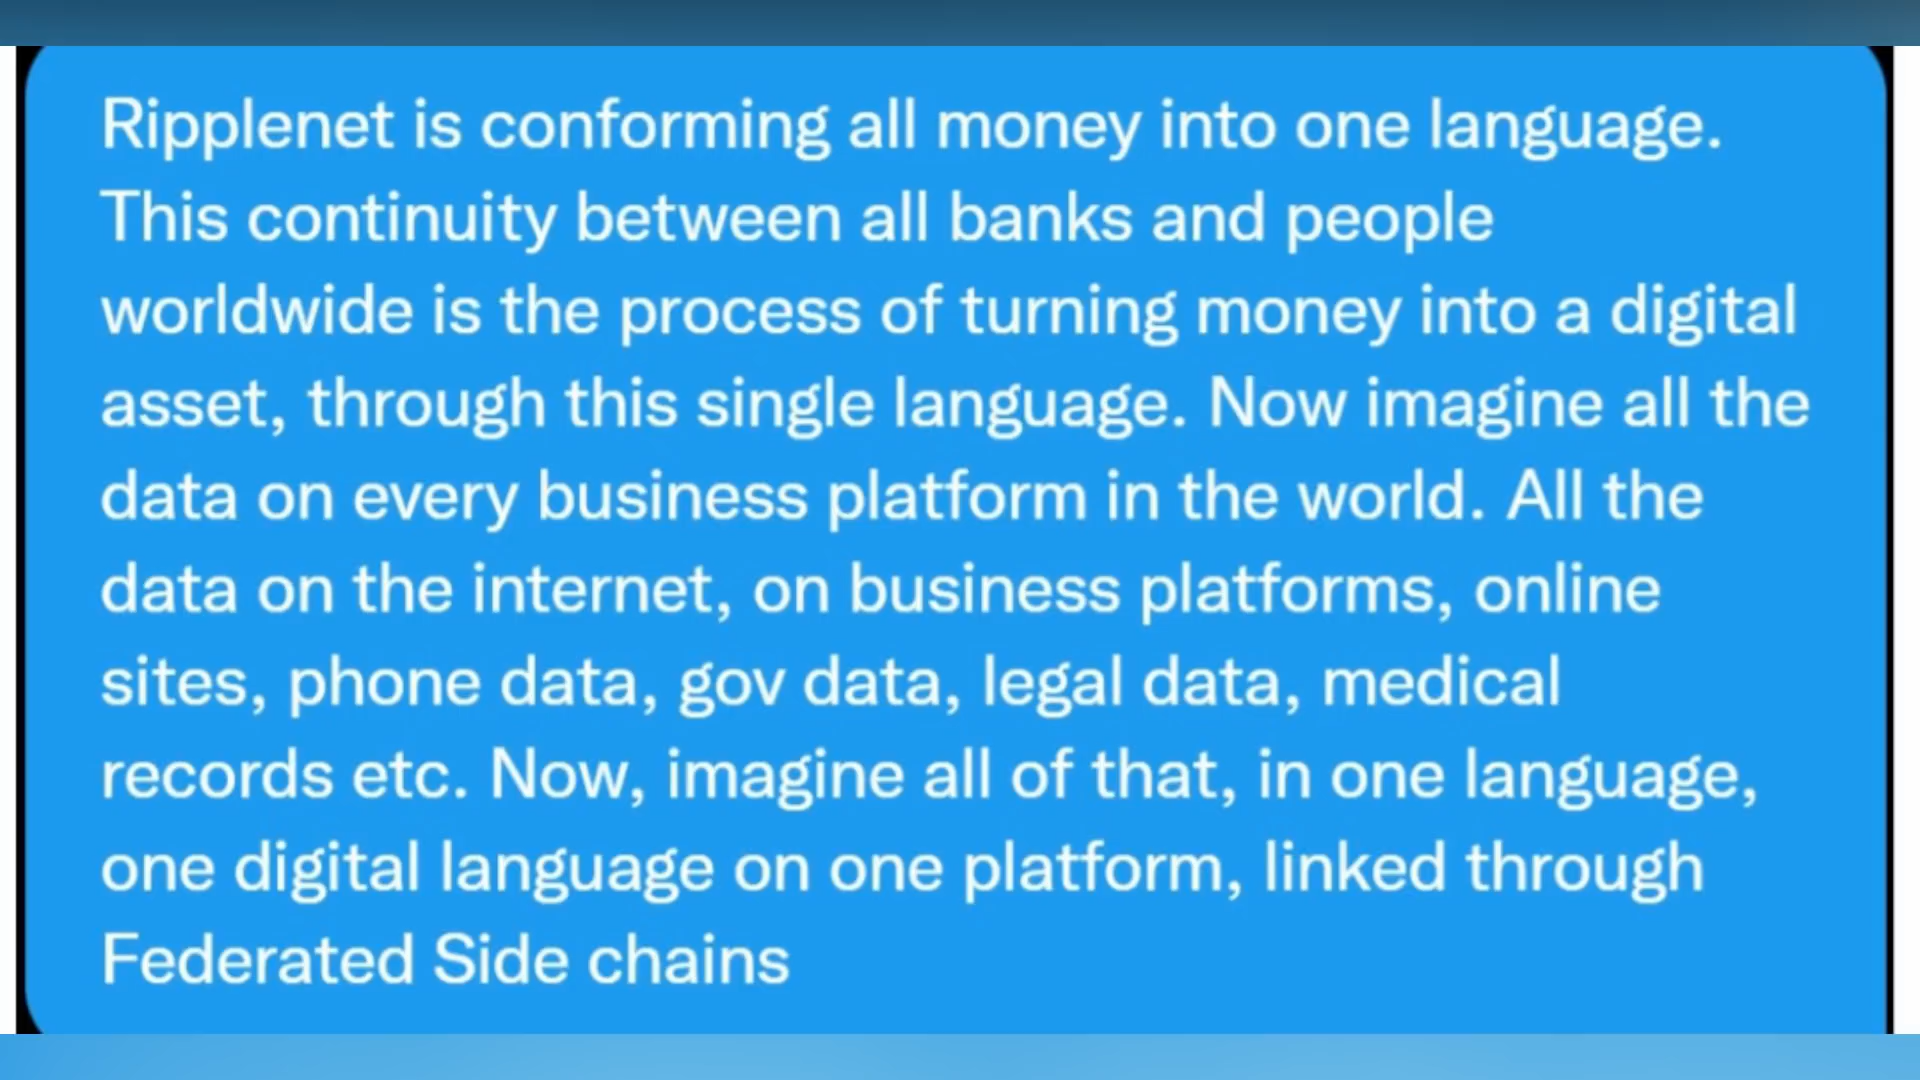 Ripplenet is conforming all money into one language.
This continuity between all banks and people
worldwide is the process of turning money into a digital
asset, through this single language. Now imagine all the
data on every business platform in the world. All the
data on the internet, on business platforms, online
sites, phone data, gov data, legal data, medical
records etc. Now, imagine all of that, in one language,
one digital language on one platform, linked through
Federated Side chains